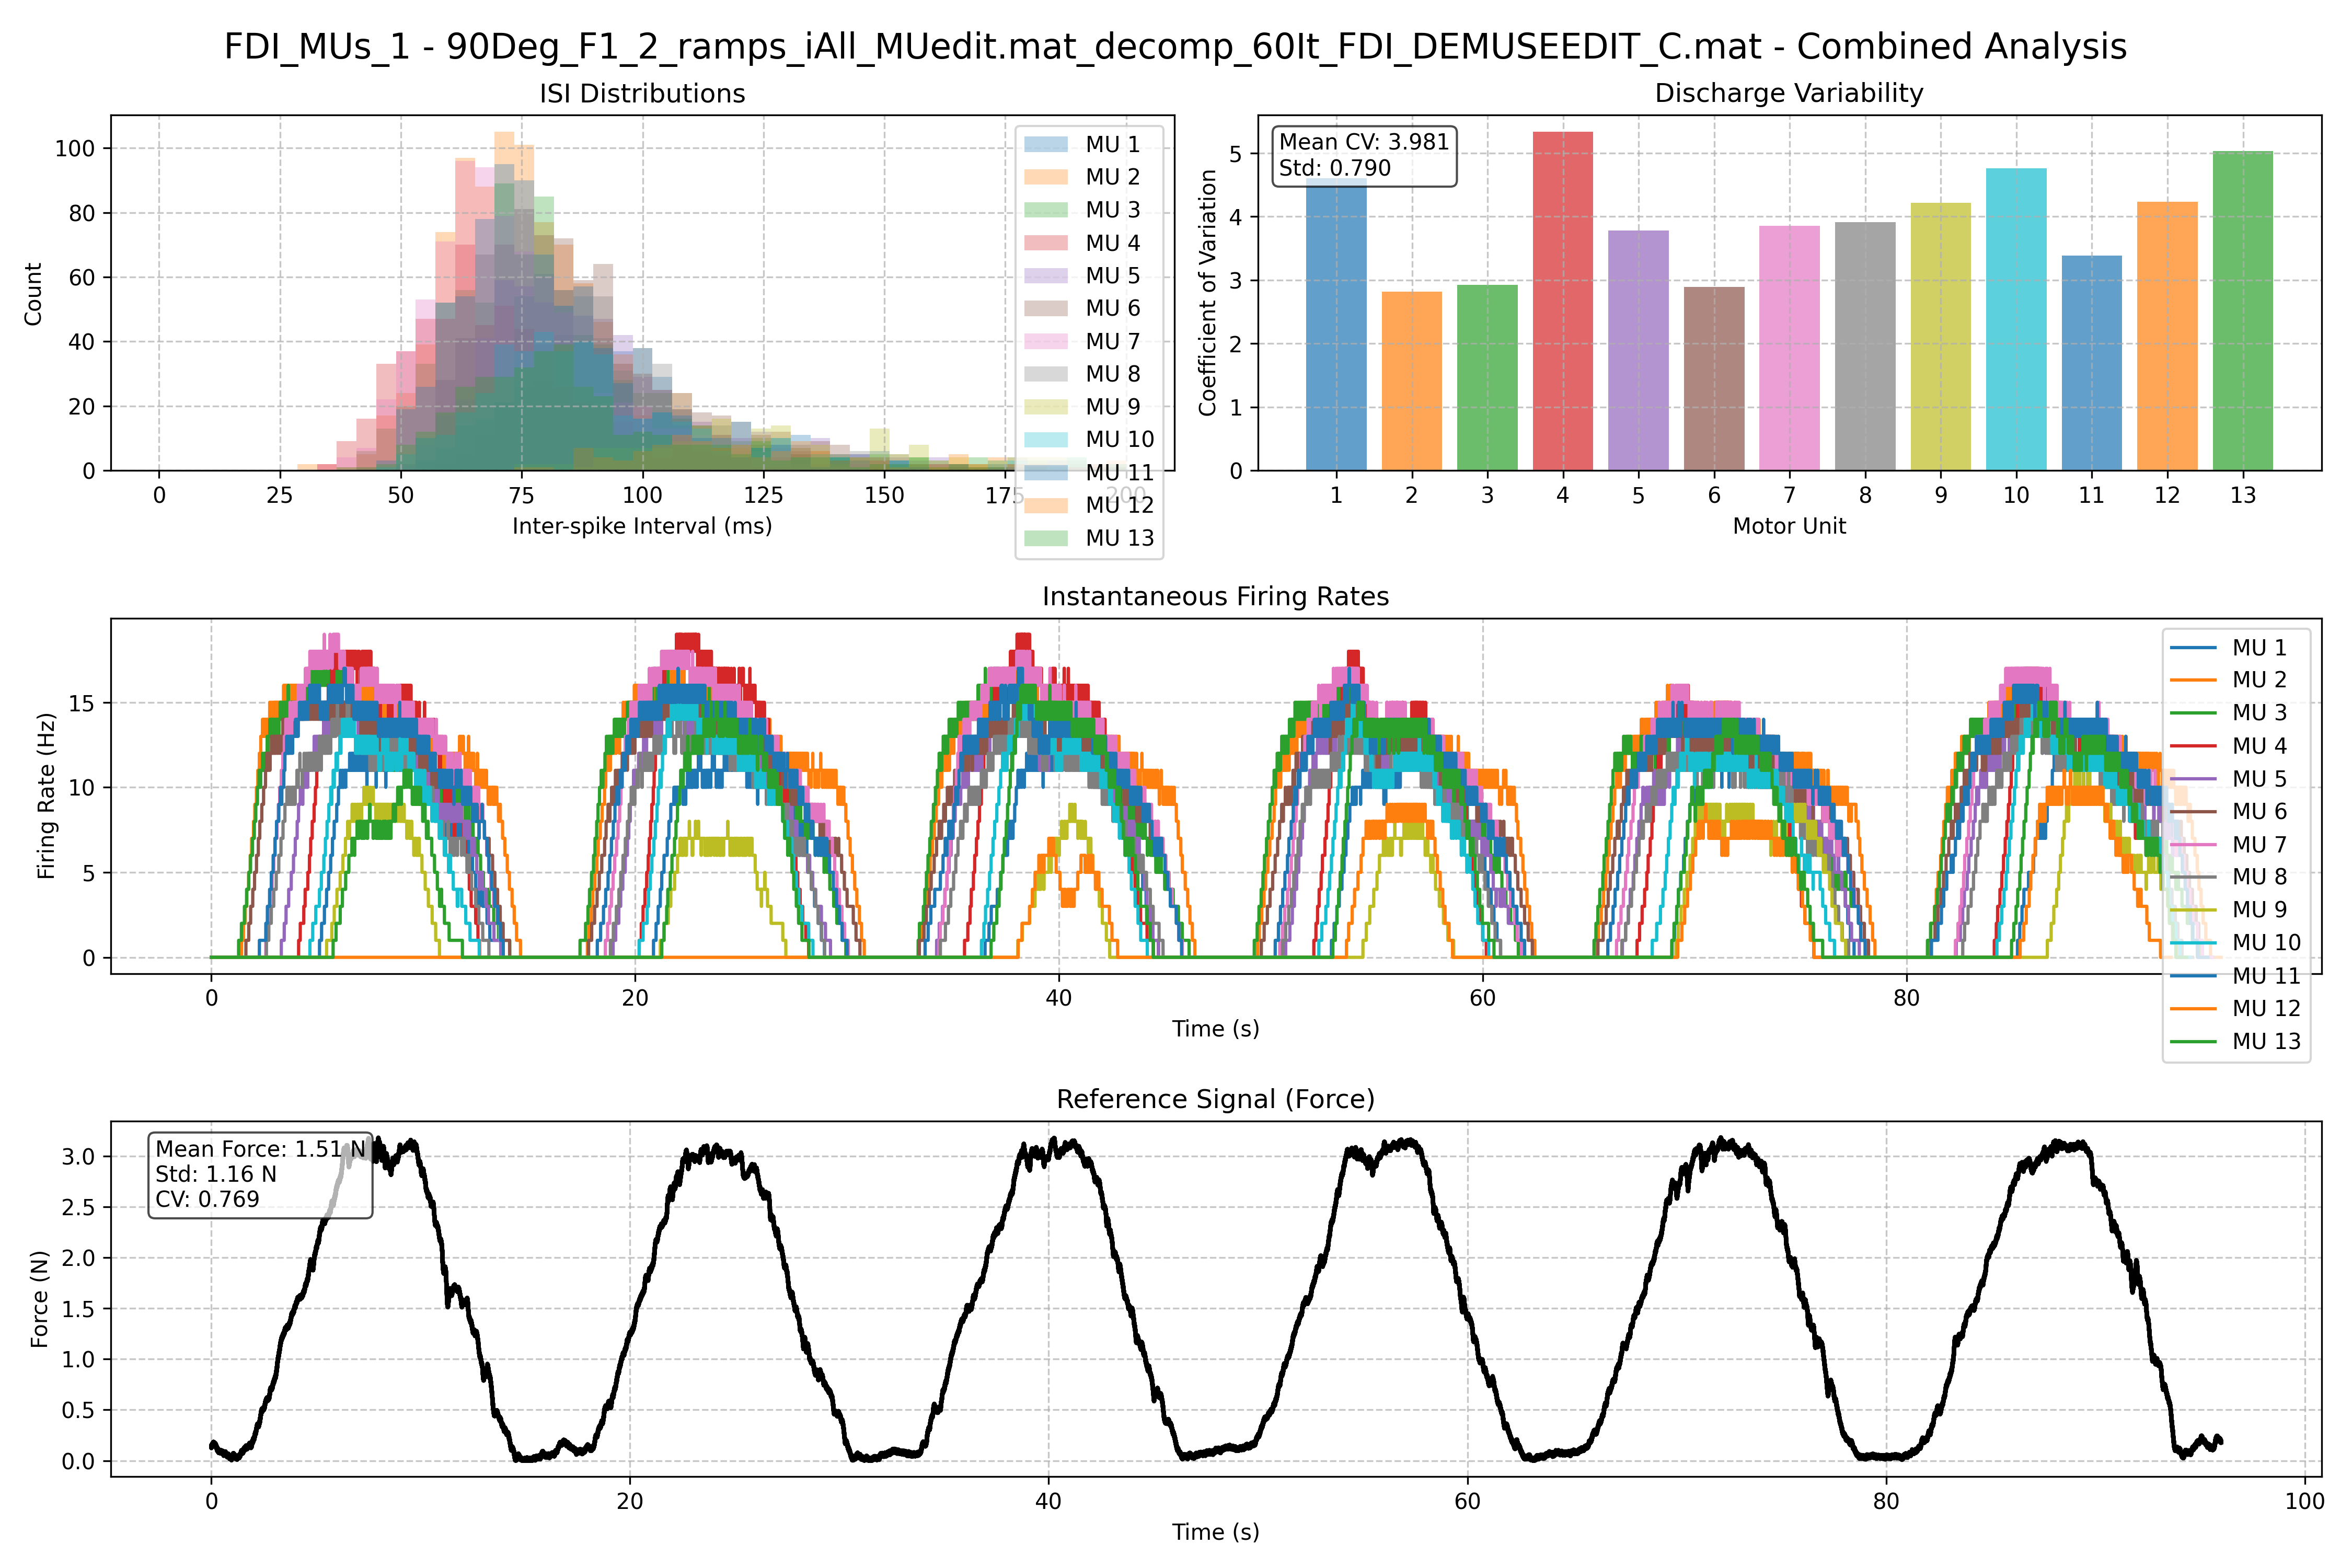 FDI_MUs_1 - 90Deg_F1_2_ramps_iAll_MUedit.mat_decomp_60It_FDI_DEMUSEEDIT_C.mat - Combined Analysis
ISI Distributions
Count
0
20
40
60
80
100
0 25 50 75 100 125 150 175 200
Inter-spike Interval (ms)
MU 1
MU 2
MU 3
MU 4
MU 5
MU 6
MU 7
MU 8
MU 9
MU 10
MU 11
MU 12
MU 13
Discharge Variability
Mean CV: 3.981
Std: 0.790
Coefficient of Variation
0
1
2
3
4
5
1 2 3 4 5 6 7 8 9 10 11 12 13
Motor Unit
Instantaneous Firing Rates
Firing Rate (Hz)
0
5
10
15
0 20 40 60 80
Time (s)
MU 1
MU 2
MU 3
MU 4
MU 5
MU 6
MU 7
MU 8
MU 9
MU 10
MU 11
MU 12
MU 13
Reference Signal (Force)
Mean Force: 1.51 N
Std: 1.16 N
CV: 0.769
Force (N)
0.0
0.5
1.0
1.5
2.0
2.5
3.0
0 20 40 60 80 100
Time (s)